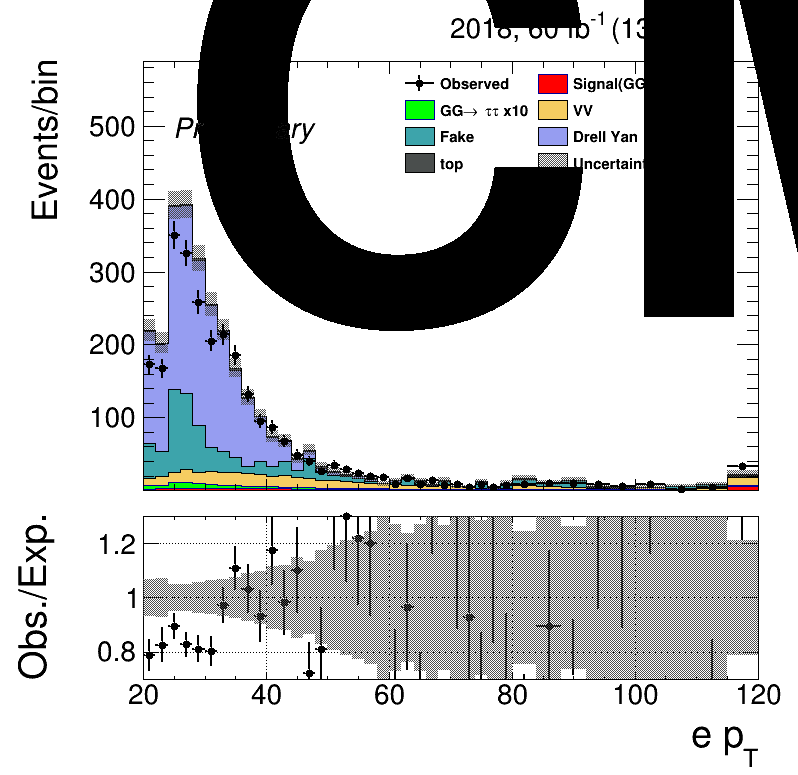 CM
2018, 60 fb-1 (13
Events/bin
Observed
Signal(GG
GG→ ττ x10
VV
Fake
Drell Yan
top
Uncertaint
500
400
300
200
100
Obs./Exp.
1.2
1
0.8
20 40 60 80 100 120
e pT